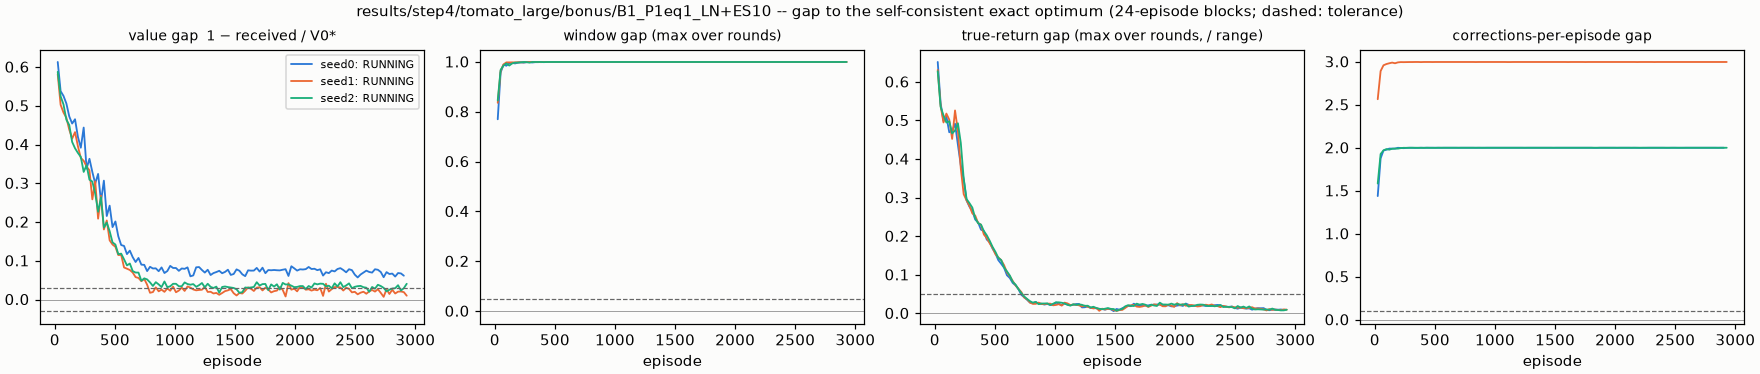 results/step4/tomato_large/bonus/B1_P1eq1_LN+ES10 -- gap to the self-consistent exact optimum (24-episode blocks; dashed: tolerance)
value gap 1 − received / V0*
0.6
0.5
0.4
0.3
0.2
0.1
0.0
seed0: RUNNING
seed1: RUNNING
seed2: RUNNING
0 500 1000 1500 2000 2500 3000
episode
window gap (max over rounds)
1.0
0.8
0.6
0.4
0.2
0.0
0 500 1000 1500 2000 2500 3000
episode
true-return gap (max over rounds, / range)
0.6
0.5
0.4
0.3
0.2
0.1
0.0
0 500 1000 1500 2000 2500 3000
episode
corrections-per-episode gap
3.0
2.5
2.0
1.5
1.0
0.5
0.0
0 500 1000 1500 2000 2500 3000
episode